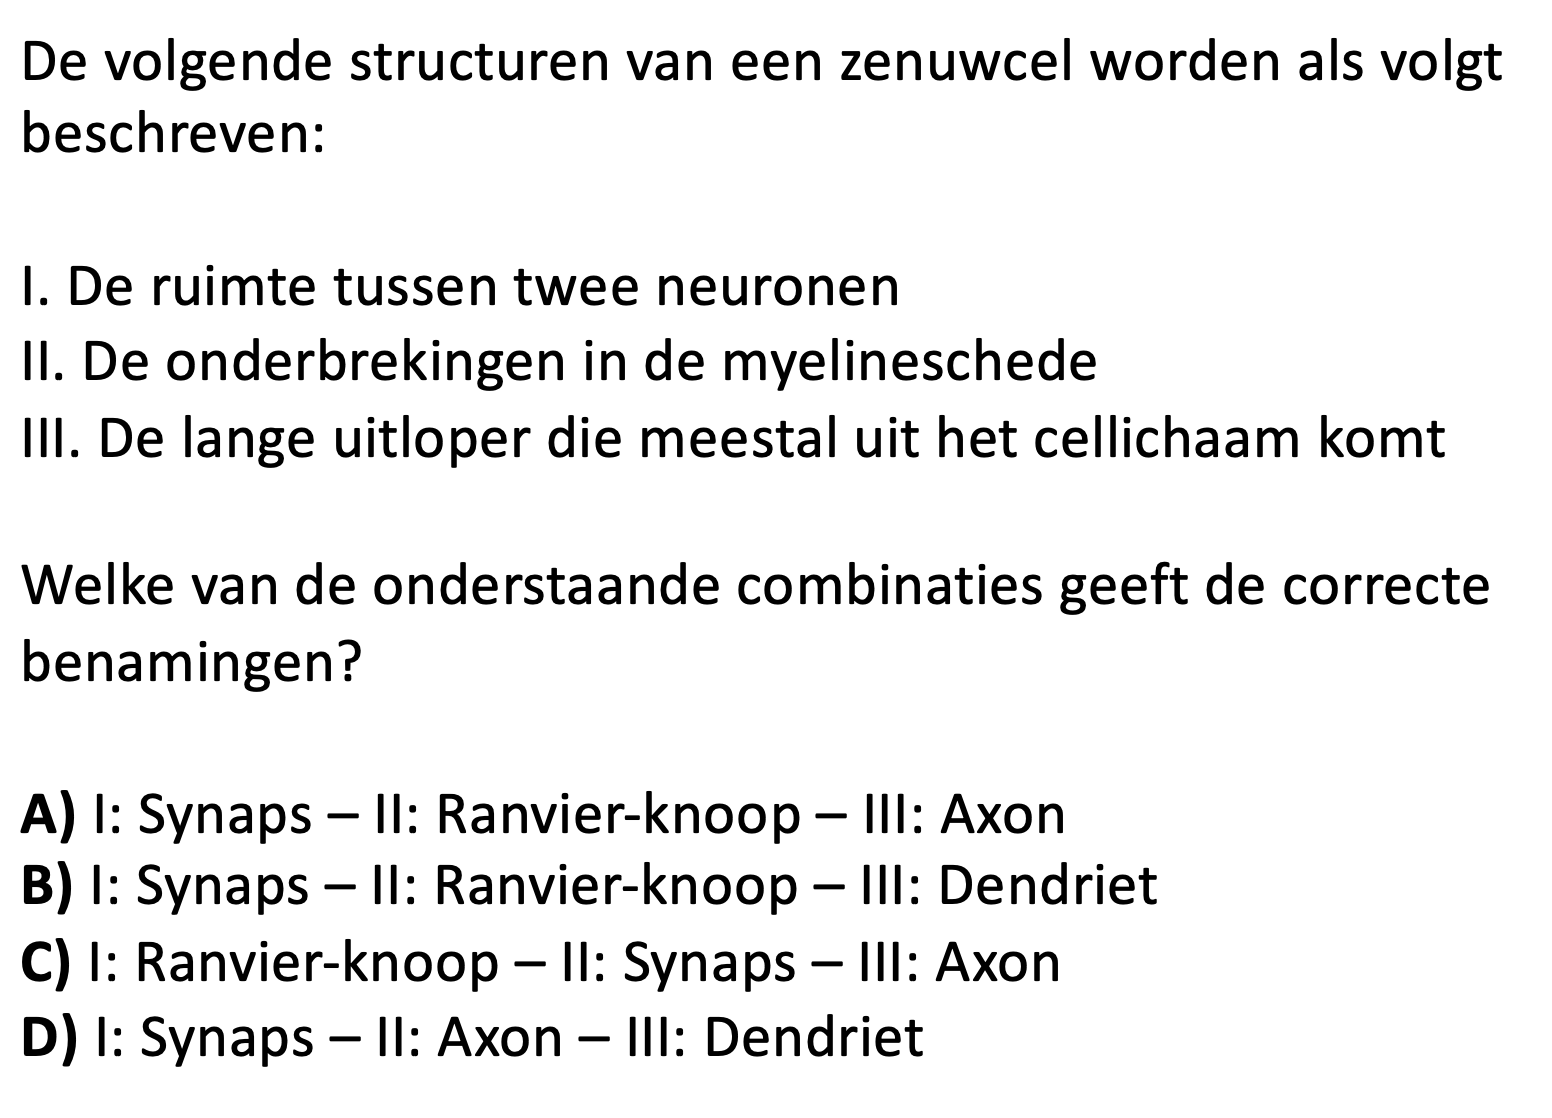 De volgende structuren van een zenuwcel worden als volgt
beschreven:
I. De ruimte tussen twee neuronen
II. De onderbrekingen in de myelineschede
III. De lange uitloper die meestal uit het cellichaam komt
Welke van de onderstaande combinaties geeft de correcte
benamingen?
A) I: Synaps – II: Ranvier-knoop – III: Axon
B) I: Synaps – II: Ranvier-knoop – III: Dendriet
C) I: Ranvier-knoop – II: Synaps – III: Axon
D) I: Synaps – II: Axon – III: Dendriet